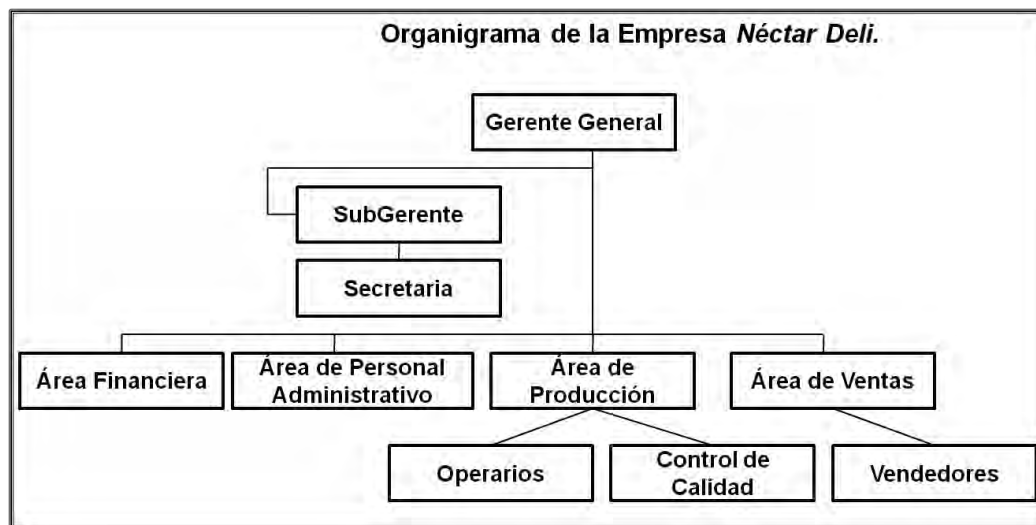 Organigrama de la Empresa Néctar Deli.
Gerente General
SubGerente
Secretaria
Área Financiera
Área de Personal
Administrativo
Área de
Producción
Área de Ventas
Operarios
Control de
Calidad
Vendedores